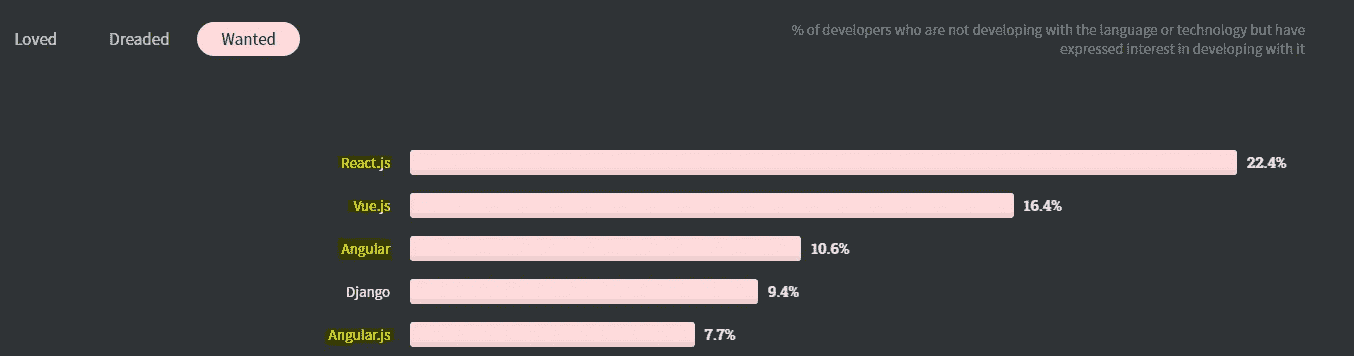 Loved Dreaded Wanted
% of developers who are not developing with the language or technology but have
expressed interest in developing with it
React.js 22.4%
Vue.js 16.4%
Angular 10.6%
Django 9.4%
Angular.js 7.7%